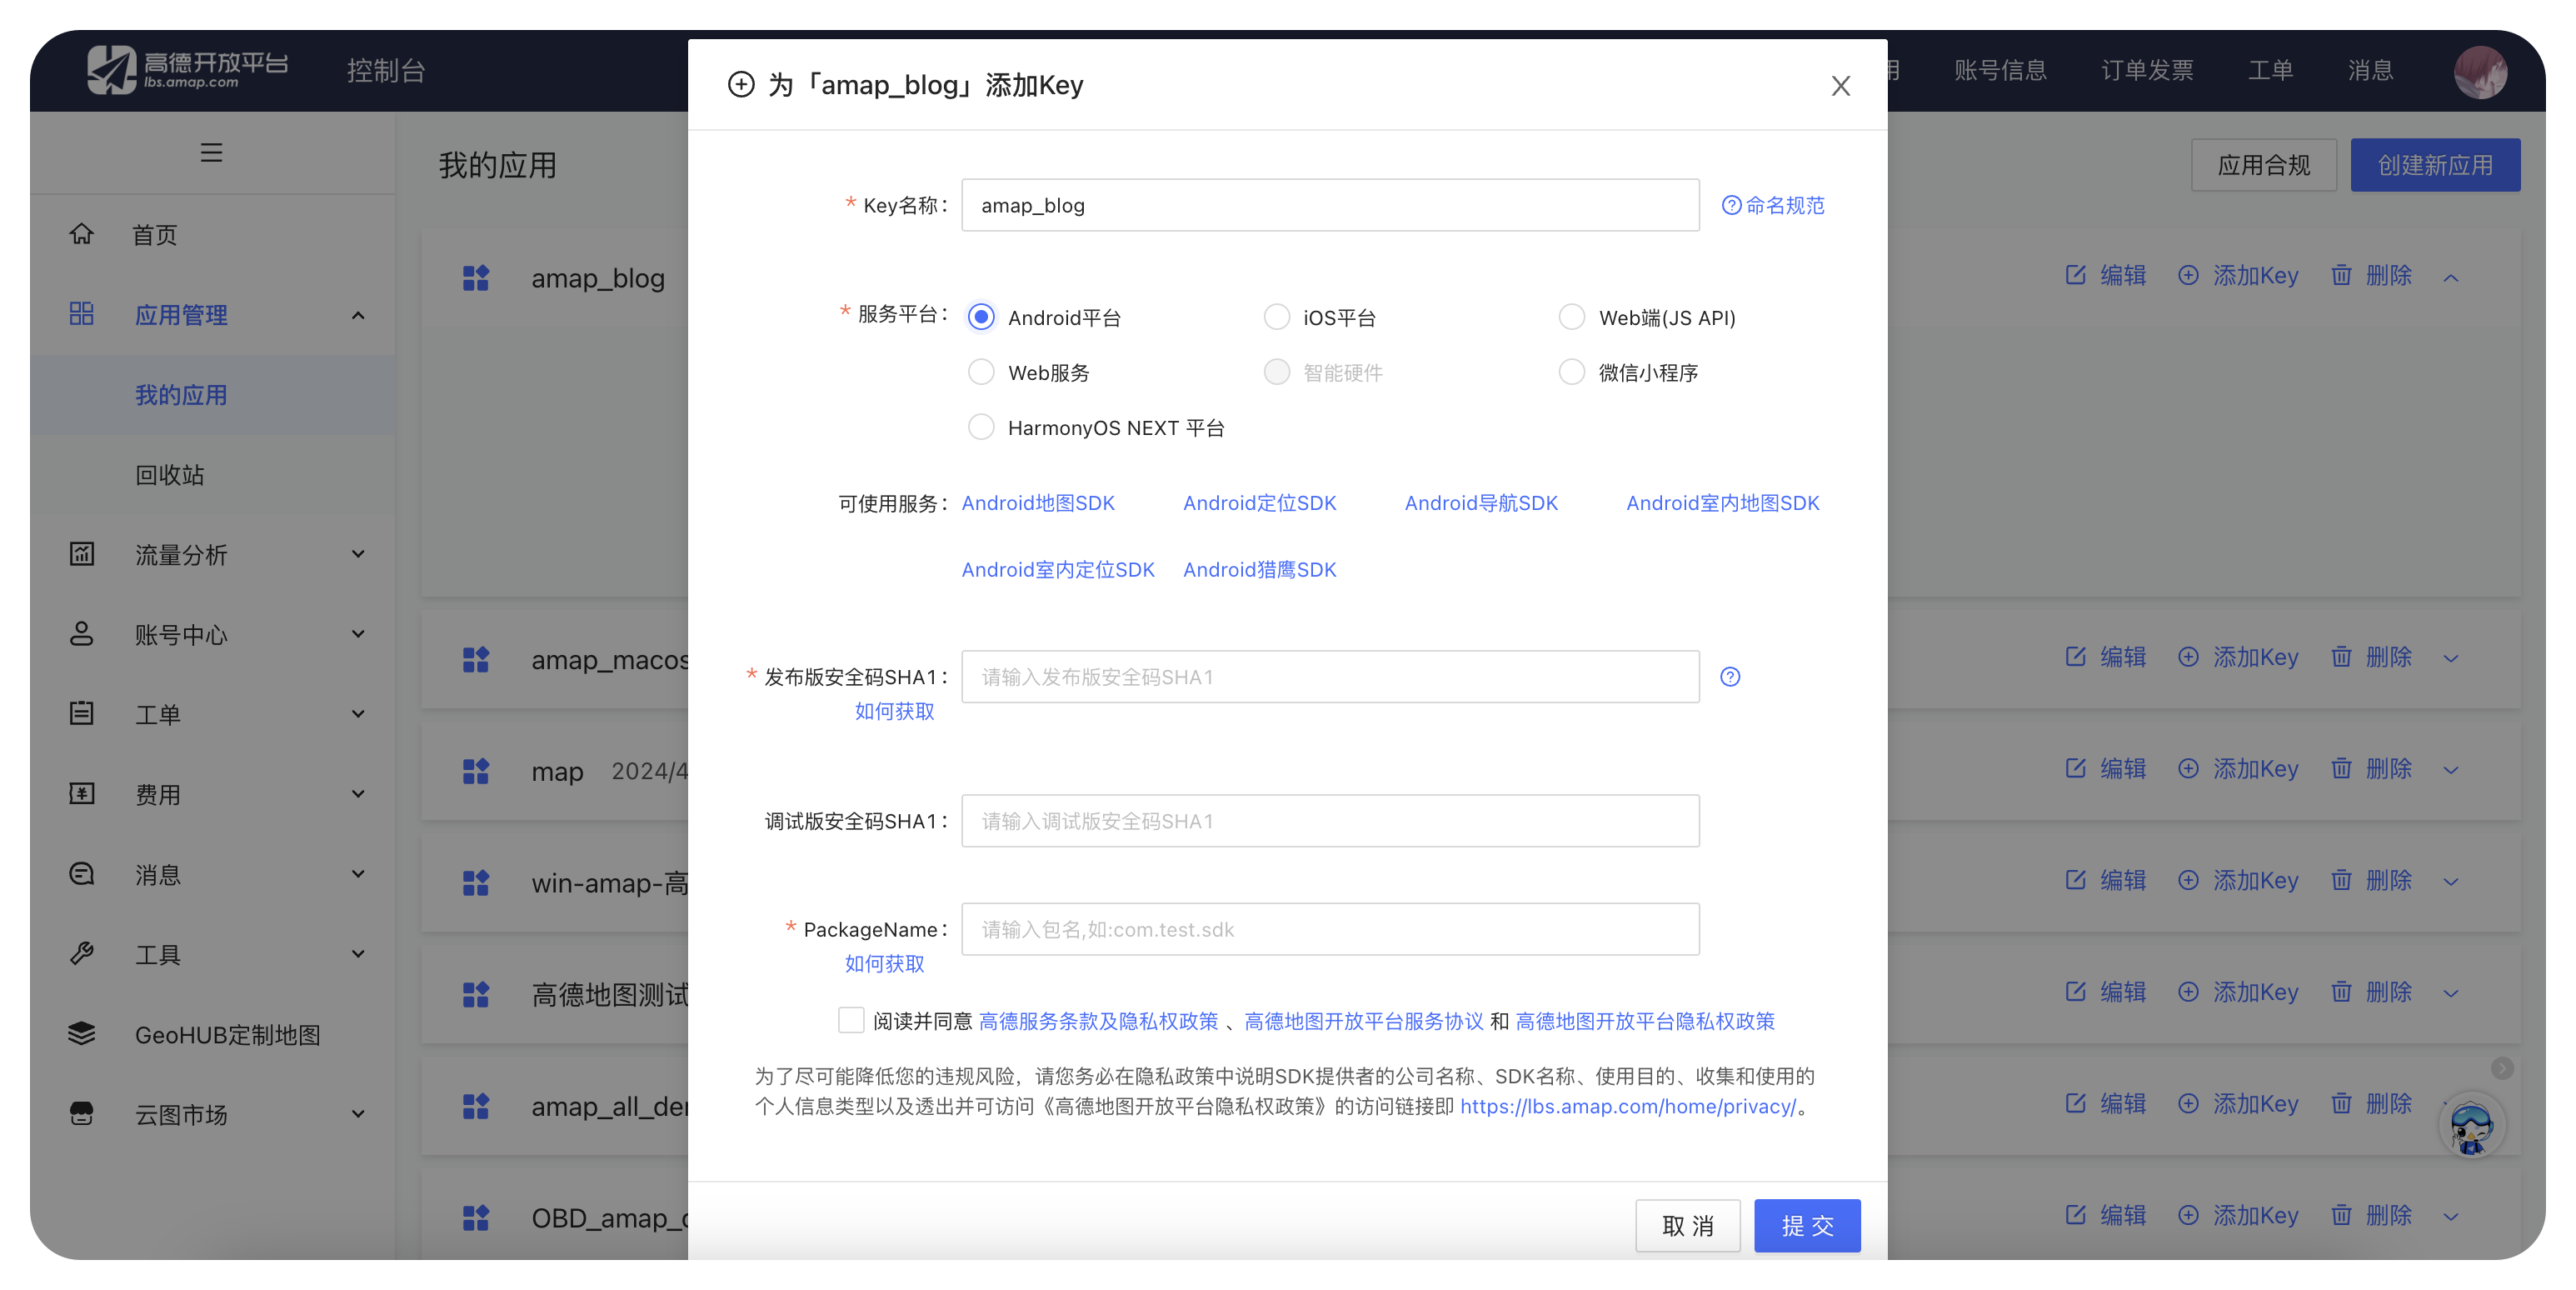 高德开放平台
lbs.amap.com
控制台
账号信息
订单发票
工单
消息
我的应用
应用合规
创建新应用
首页
应用管理
我的应用
回收站
流量分析
账号中心
工单
费用
消息
工具
GeoHUB定制地图
云图市场
amap_blog
编辑 添加Key 删除
amap_macos
编辑 添加Key 删除
map 2024/4
编辑 添加Key 删除
win-amap-高
编辑 添加Key 删除
高德地图测试
编辑 添加Key 删除
amap_all_de
编辑 添加Key 删除
OBD_amap_
编辑 添加Key 删除
为「amap_blog」添加Key
* Key名称: amap_blog 命名规范
* 服务平台: Android平台 iOS平台 Web端(JS API)
Web服务 智能硬件 微信小程序
HarmonyOS NEXT 平台
可使用服务: Android地图SDK Android定位SDK Android导航SDK Android室内地图SDK
Android室内定位SDK Android猎鹰SDK
* 发布版安全码SHA1: 请输入发布版安全码SHA1
如何获取
调试版安全码SHA1: 请输入调试版安全码SHA1
* PackageName: 请输入包名,如:com.test.sdk
如何获取
阅读并同意 高德服务条款及隐私权政策 、高德地图开放平台服务协议 和 高德地图开放平台隐私权政策
为了尽可能降低您的违规风险，请您务必在隐私政策中说明SDK提供者的公司名称、SDK名称、使用目的、收集和使用的
个人信息类型以及透出并可访问《高德地图开放平台隐私权政策》的访问链接即 https://lbs.amap.com/home/privacy/。
取 消
提 交